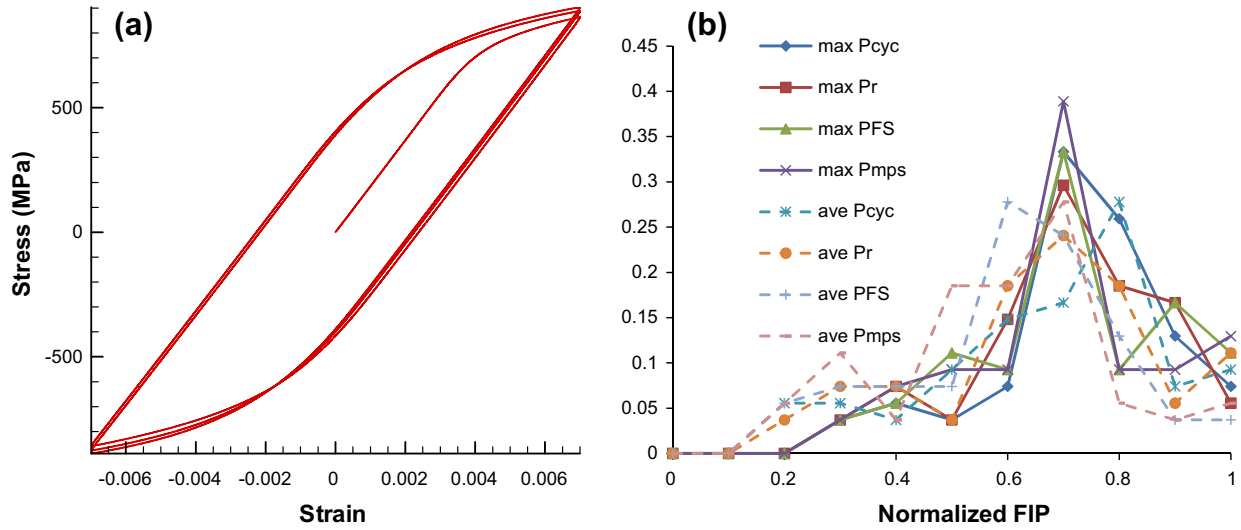 (a)
500
0
-500
Stress (MPa)
-0.006
-0.004
-0.002
0
0.002
0.004
0.006
Strain
(b)
0.45
0.4
0.35
0.3
0.25
0.2
0.15
0.1
0.05
0
max Pcyc
max Pr
max PFS
max Pmps
ave Pcyc
ave Pr
ave PFS
ave Pmps
0
0.2
0.4
0.6
0.8
1
Normalized FIP